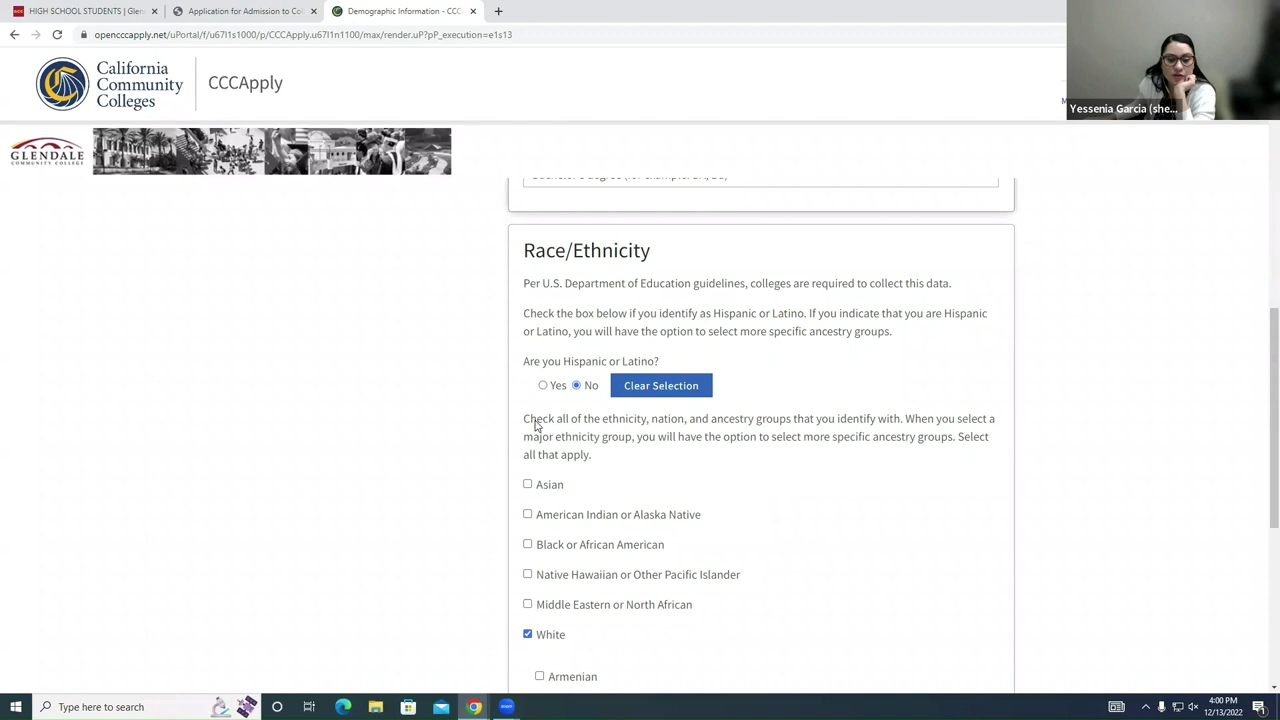 HIGH SCHOOL STUDENTS | Glen
Application for Admission to Col
Demographic Information - CCC
opencccapply.net/uPortal/f/u67l1s1000/p/CCCApply.u67l1n1100/max/render.uP?pP_execution=e1s13
California
Community
Colleges
CCCApply
Yessenia Garcia (she...
GLENDALE
COMMUNITY COLLEGE
Race/Ethnicity
Per U.S. Department of Education guidelines, colleges are required to collect this data.
Check the box below if you identify as Hispanic or Latino. If you indicate that you are Hispanic
or Latino, you will have the option to select more specific ancestry groups.
Are you Hispanic or Latino?
Yes No Clear Selection
Check all of the ethnicity, nation, and ancestry groups that you identify with. When you select a
major ethnicity group, you will have the option to select more specific ancestry groups. Select
all that apply.
Asian
American Indian or Alaska Native
Black or African American
Native Hawaiian or Other Pacific Islander
Middle Eastern or North African
White
Armenian
Type here to search
zoom
4:00 PM
12/13/2022